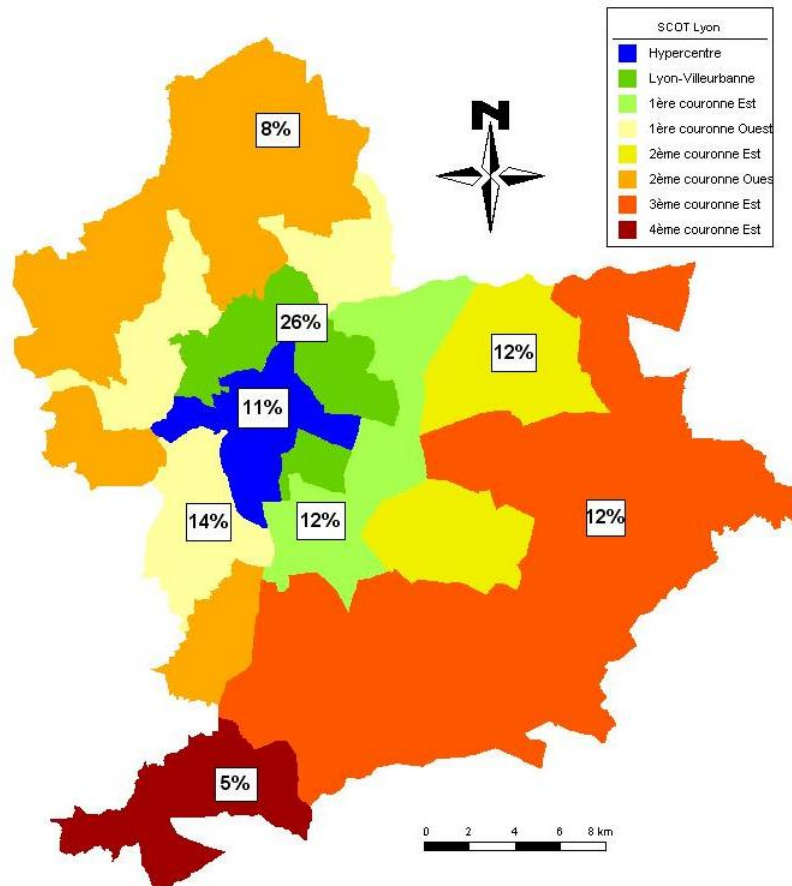 SCOT Lyon
Hypercentre
Lyon-Villeurbanne
1ère couronne Est
1ère couronne Ouest
2ème couronne Est
2ème couronne Oues
3ème couronne Est
4ème couronne Est
N
8%
26%
12%
11%
14%
12%
12%
5%
0 2 4 6 8 km